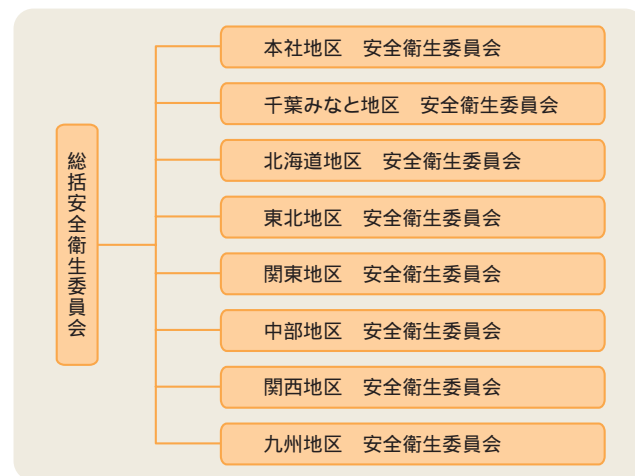 総括安全衛生委員会
本社地区　安全衛生委員会
千葉みなと地区　安全衛生委員会
北海道地区　安全衛生委員会
東北地区　安全衛生委員会
関東地区　安全衛生委員会
中部地区　安全衛生委員会
関西地区　安全衛生委員会
九州地区　安全衛生委員会